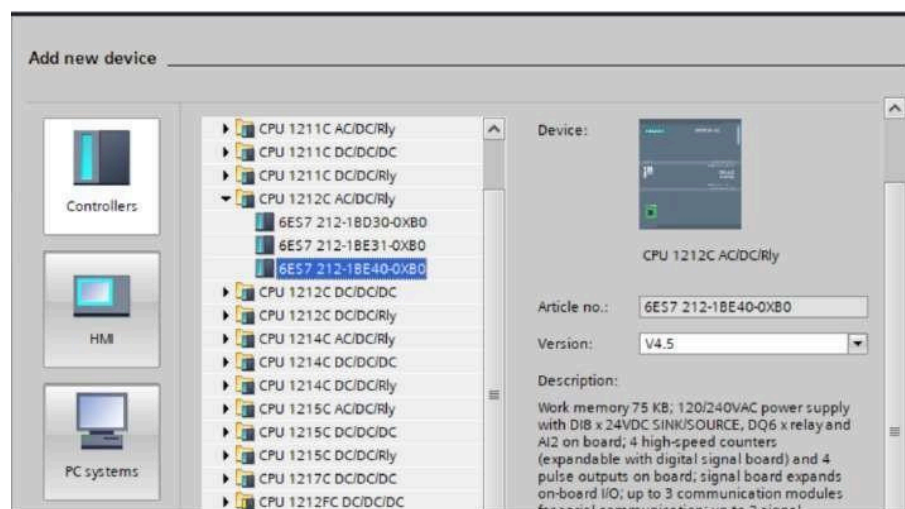 Add new device
Controllers
HMI
PC systems
CPU 1211C AC/DC/Rly
CPU 1211C DC/DC/DC
CPU 1211C DC/DC/Rly
CPU 1212C AC/DC/Rly
6ES7 212-1BD30-0XB0
6ES7 212-1BE31-0XB0
6ES7 212-1BE40-0XB0
CPU 1212C DC/DC/DC
CPU 1212C DC/DC/Rly
CPU 1214C AC/DC/Rly
CPU 1214C DC/DC/DC
CPU 1214C DC/DC/Rly
CPU 1215C AC/DC/Rly
CPU 1215C DC/DC/DC
CPU 1215C DC/DC/Rly
CPU 1217C DC/DC/DC
CPU 1212FC DC/DC/DC
Device:
CPU 1212C AC/DC/Rly
Article no.: 6ES7 212-1BE40-0XB0
Version: V4.5
Description:
Work memory 75 KB; 120/240VAC power supply
with DI8 x 24VDC SINK/SOURCE, DQ6 x relay and
AI2 on board; 4 high-speed counters
(expandable with digital signal board) and 4
pulse outputs on board; signal board expands
on-board I/O; up to 3 communication modules